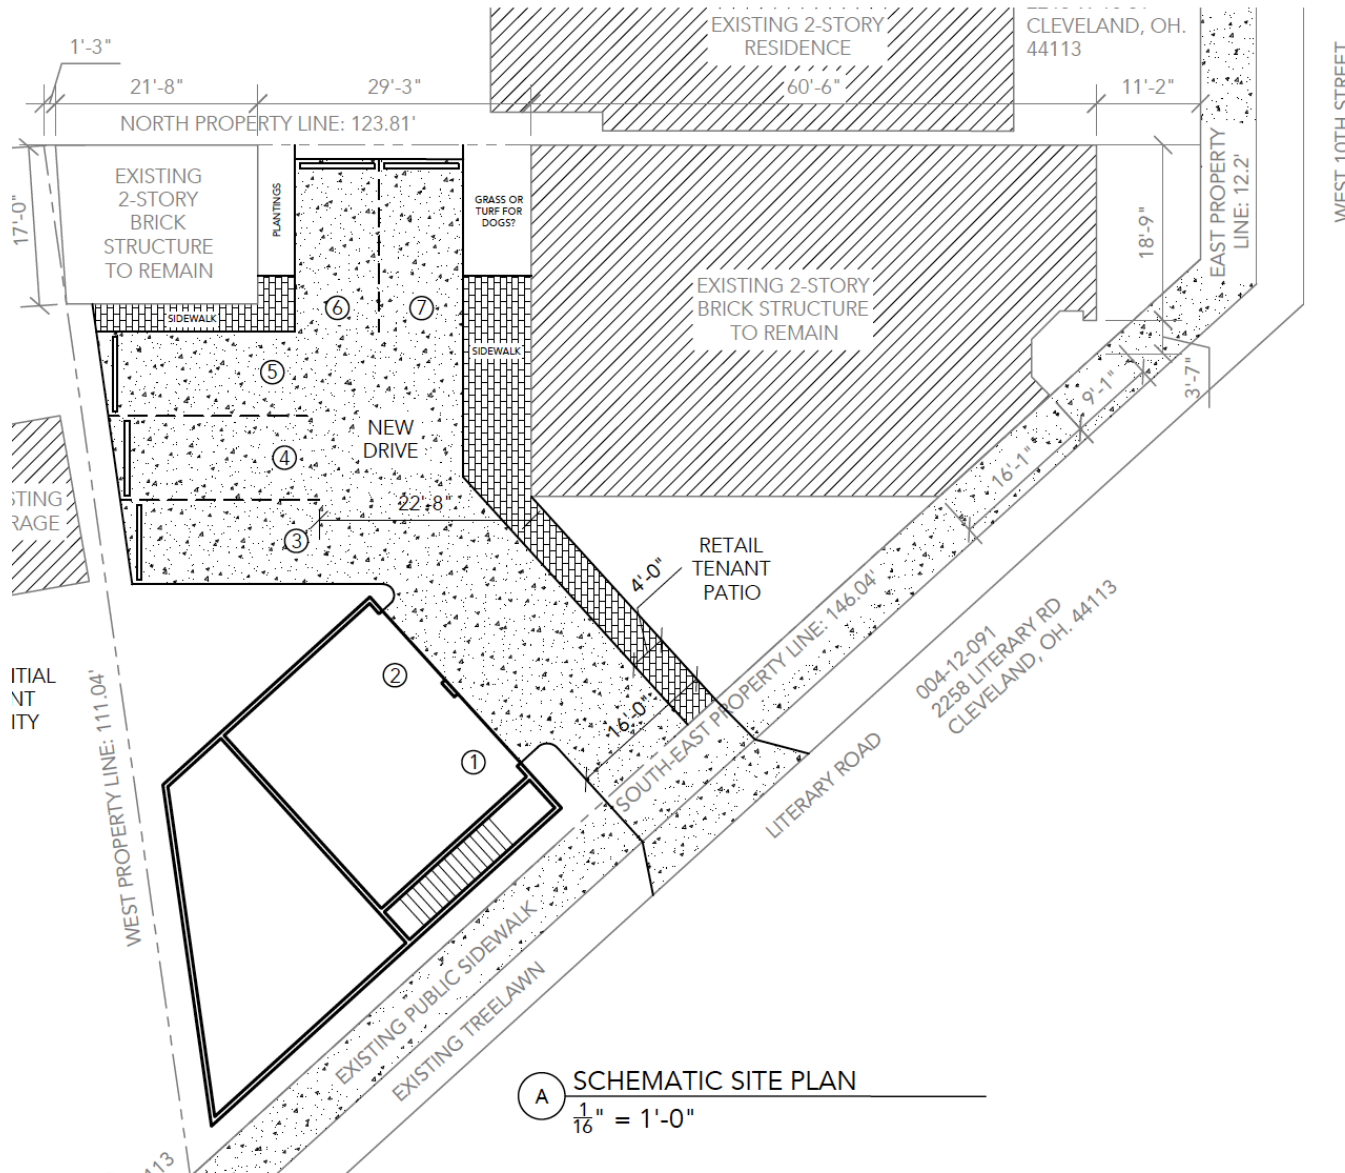 EXISTING 2-STORY
RESIDENCE
CLEVELAND, OH.
44113
WEST 10TH STREET
1'-3"
21'-8"
29'-3"
60'-6"
11'-2"
NORTH PROPERTY LINE: 123.81'
EAST PROPERTY
LINE: 12.2'
17'-0"
EXISTING
2-STORY
BRICK
STRUCTURE
TO REMAIN
PLANTINGS
GRASS OR
TURF FOR
DOGS?
18'-9"
EXISTING 2-STORY
BRICK STRUCTURE
TO REMAIN
6
7
SIDEWALK
SIDEWALK
5
3'-7"
9'-1"
NEW
DRIVE
4
16'-1"
STING
RAGE
22'-8"
3
RETAIL
TENANT
PATIO
4'-0"
SOUTH-EAST PROPERTY LINE: 146.04'
004-12-091
2258 LITERARY RD
CLEVELAND, OH. 44113
ITIAL
NT
ITY
2
16'-0"
1
WEST PROPERTY LINE: 111.04'
LITERARY ROAD
EXISTING PUBLIC SIDEWALK
EXISTING TREELAWN
A
SCHEMATIC SITE PLAN
1/16" = 1'-0"
113